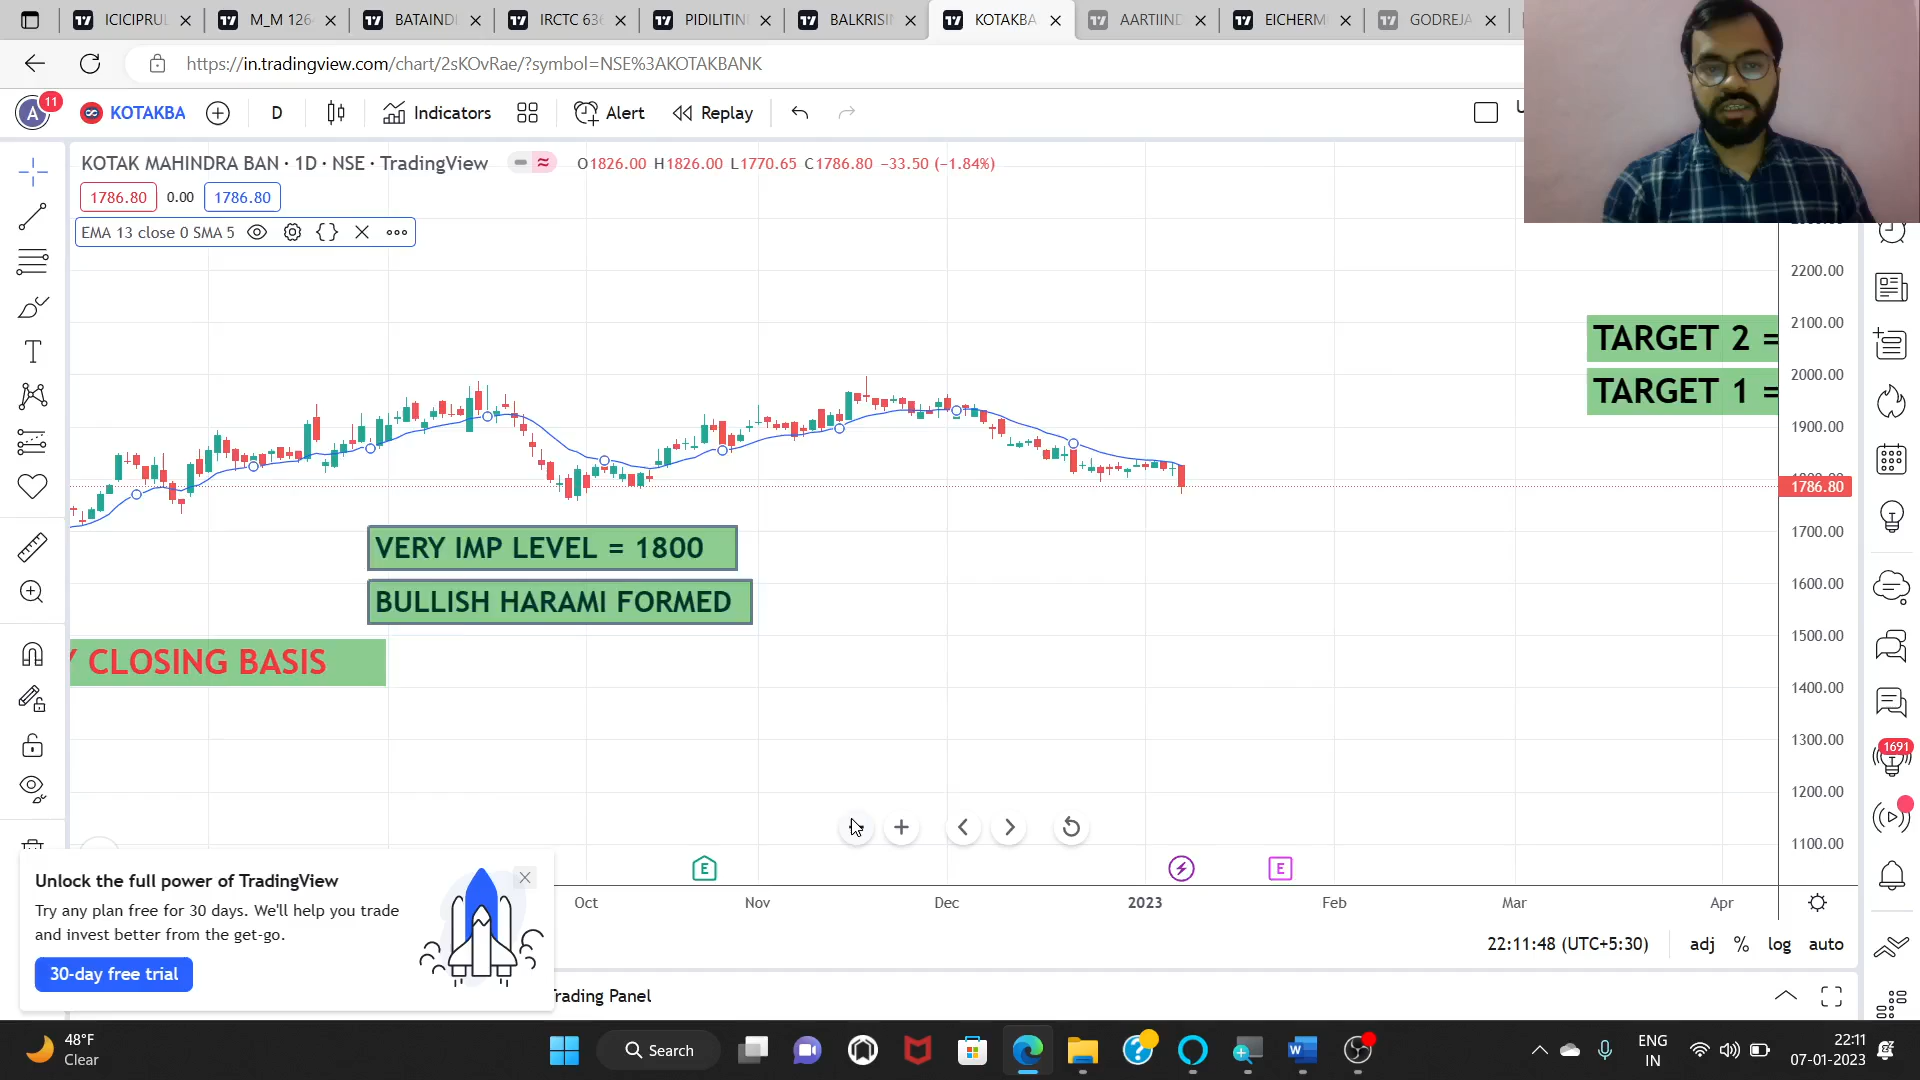 ICICIPRUL
M_M 126
BATAINDI
IRCTC 636
PIDILITIN
BALKRISI
KOTAKBA
AARTIIND
EICHERM
GODREJA
https://in.tradingview.com/chart/2sKOvRae/?symbol=NSE%3AKOTAKBANK
A
11
KOTAKBA
D
Indicators
Alert
Replay
KOTAK MAHINDRA BAN · 1D · NSE · TradingView
O1826.00 H1826.00 L1770.65 C1786.80 −33.50 (−1.84%)
1786.80 0.00 1786.80
EMA 13 close 0 SMA 5
2200.00
TARGET 2 =
2100.00
2000.00
TARGET 1 =
1900.00
1786.80
VERY IMP LEVEL = 1800
1700.00
BULLISH HARAMI FORMED
1600.00
CLOSING BASIS
1500.00
1400.00
1300.00
1691
1200.00
1100.00
E
E
Unlock the full power of TradingView
Try any plan free for 30 days. We'll help you trade
and invest better from the get-go.
30-day free trial
Oct
Nov
Dec
2023
Feb
Mar
Apr
22:11:48 (UTC+5:30)
adj % log auto
Trading Panel
48°F
Clear
Search
ENG
IN
22:11
07-01-2023